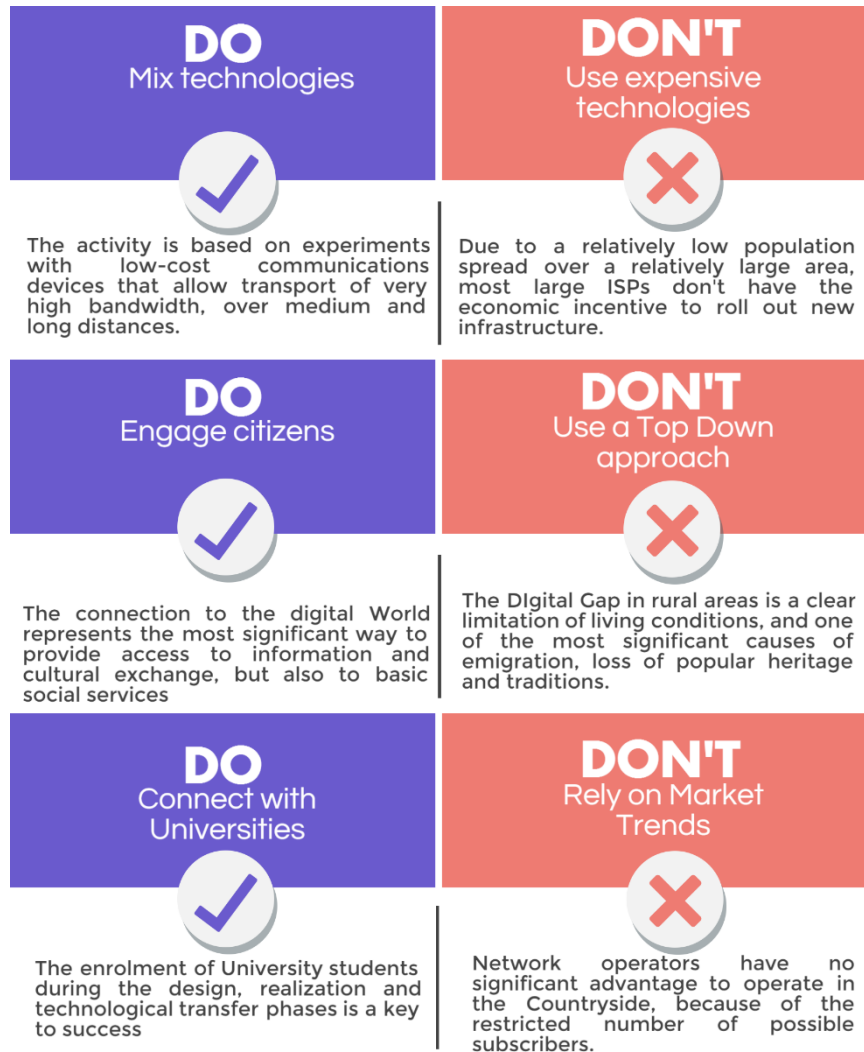 DO
Mix technologies
DON'T
Use expensive
technologies
The activity is based on experiments
with low-cost communications
devices that allow transport of very
high bandwidth, over medium and
long distances.
Due to a relatively low population
spread over a relatively large area,
most large ISPs don't have the
economic incentive to roll out new
infrastructure.
DO
Engage citizens
DON'T
Use a Top Down
approach
The connection to the digital World
represents the most significant way to
provide access to information and
cultural exchange, but also to basic
social services
The DIgital Gap in rural areas is a clear
limitation of living conditions, and one
of the most significant causes of
emigration, loss of popular heritage
and traditions.
DO
Connect with
Universities
DON'T
Rely on Market
Trends
The enrolment of University students
during the design, realization and
technological transfer phases is a key
to success
Network operators have no
significant advantage to operate in
the Countryside, because of the
restricted number of possible
subscribers.